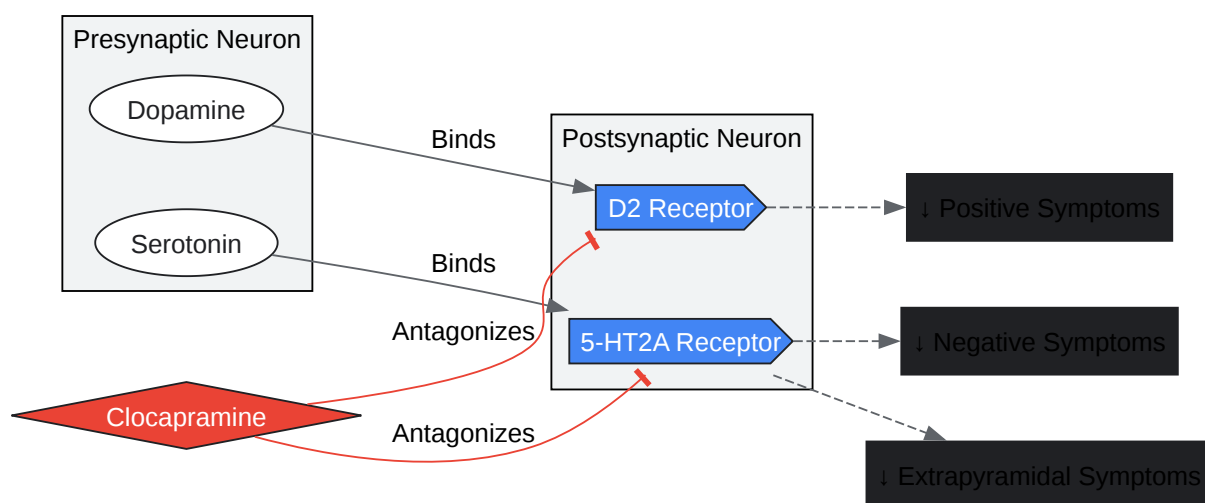 Presynaptic Neuron
Dopamine
Serotonin
Binds
Binds
Postsynaptic Neuron
D2 Receptor
5-HT2A Receptor
Antagonizes
Antagonizes
Clocapramine
↓ Positive Symptoms
↓ Negative Symptoms
↓ Extrapyramidal Symptoms